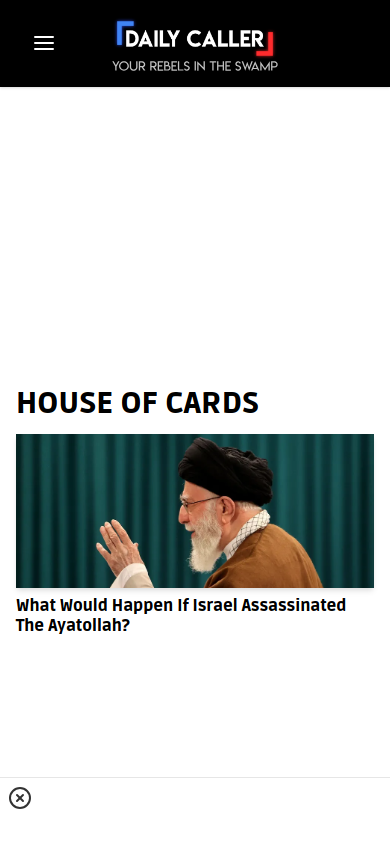 DAILY CALLER
YOUR REBELS IN THE SWAMP
HOUSE OF CARDS
What Would Happen If Israel Assassinated
The Ayatollah?